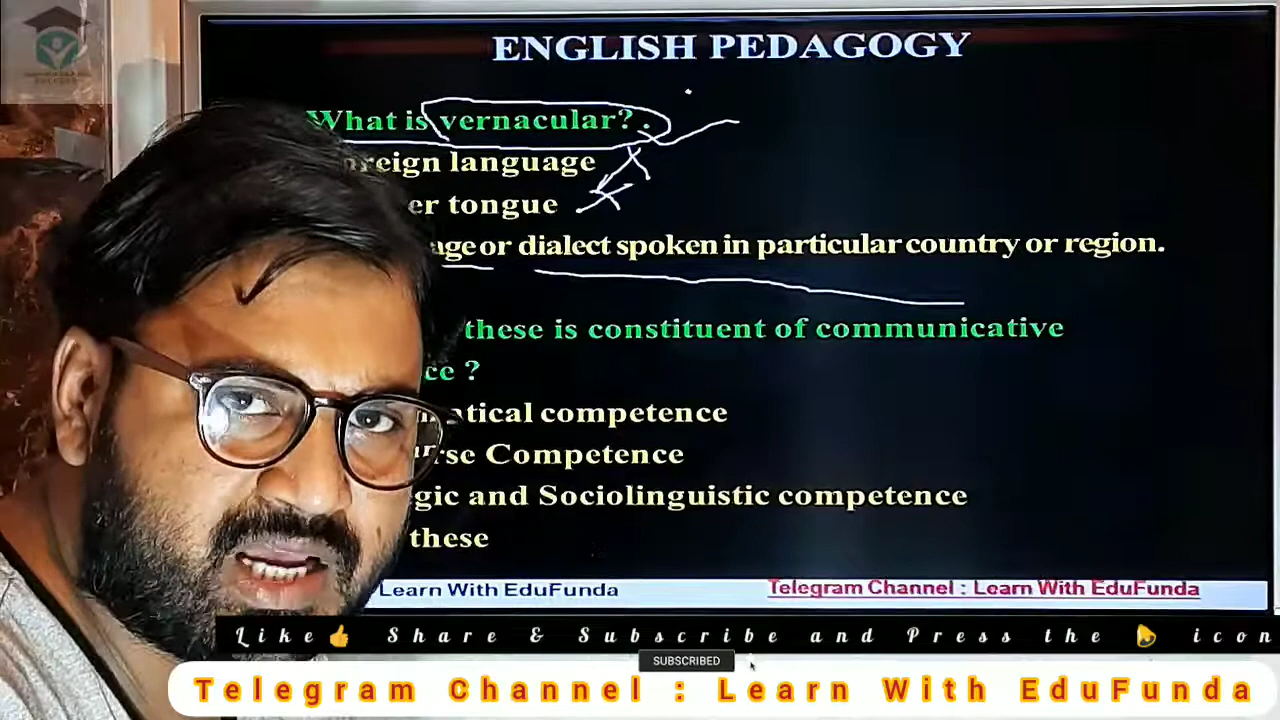 ENGLISH PEDAGOGY
What is vernacular? .
reign language
er tongue
age or dialect spoken in particular country or region.
these is constituent of communicative
ce ?
atical competence
rse Competence
gic and Sociolinguistic competence
these
Learn With EduFunda
Telegram Channel : Learn With EduFunda
Like 👍 Share & Subscribe and Press the 🔔 icon
SUBSCRIBED
Telegram Channel : Learn With EduFunda